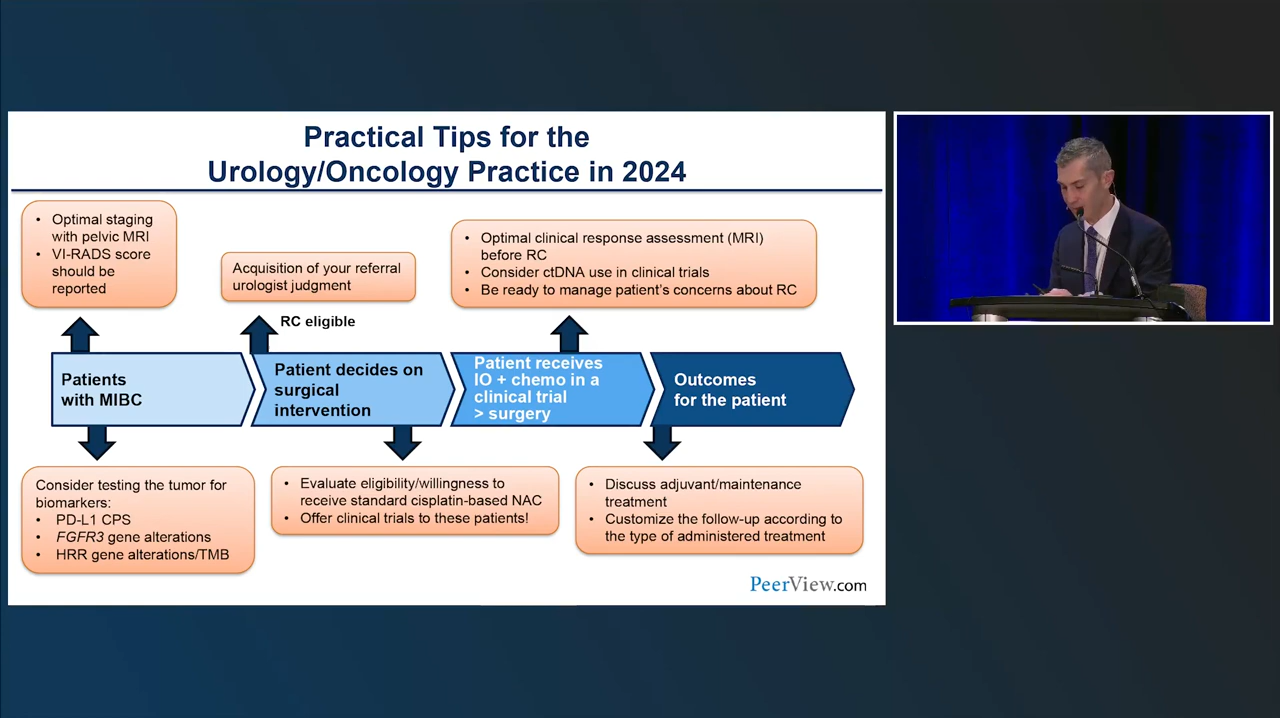 Practical Tips for the
Urology/Oncology Practice in 2024
• Optimal staging
with pelvic MRI
• VI-RADS score
should be
reported
Acquisition of your referral
urologist judgment
• Optimal clinical response assessment (MRI)
before RC
• Consider ctDNA use in clinical trials
• Be ready to manage patient's concerns about RC
RC eligible
Patients
with MIBC
Patient decides on
surgical
intervention
Patient receives
IO + chemo in a
clinical trial
> surgery
Outcomes
for the patient
Consider testing the tumor for
biomarkers:
• PD-L1 CPS
• FGFR3 gene alterations
• HRR gene alterations/TMB
• Evaluate eligibility/willingness to
receive standard cisplatin-based NAC
• Offer clinical trials to these patients!
• Discuss adjuvant/maintenance
treatment
• Customize the follow-up according to
the type of administered treatment
PeerView.com